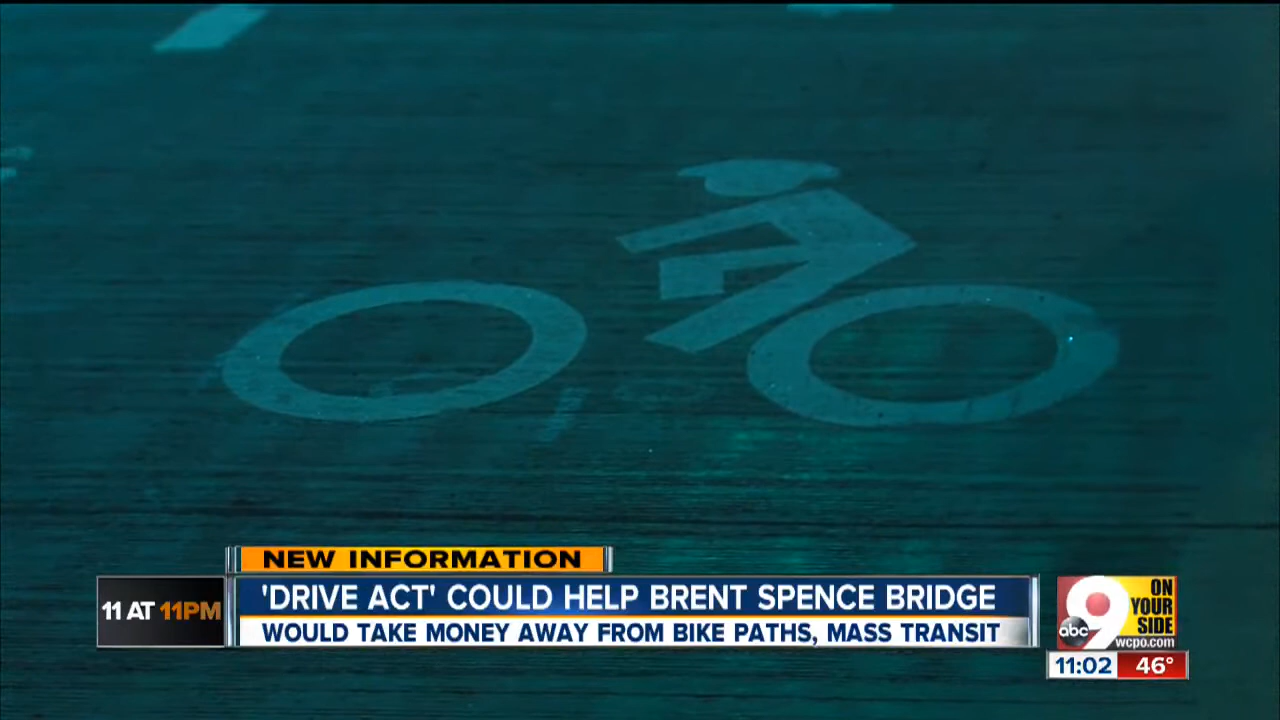 NEW INFORMATION
11 AT 11PM
'DRIVE ACT' COULD HELP BRENT SPENCE BRIDGE
WOULD TAKE MONEY AWAY FROM BIKE PATHS, MASS TRANSIT
abc 9
ON
YOUR
SIDE
wcpo.com
11:02 46°